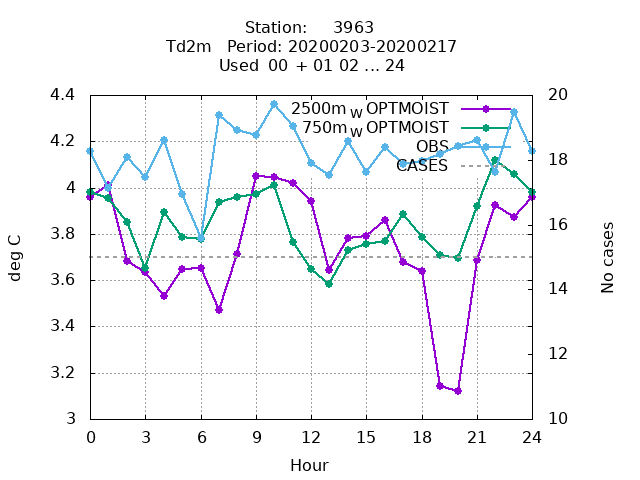 Station: 3963
Td2m Period: 20200203-20200217
Used 00 + 01 02 ... 24
4.4
4.2
4
3.8
3.6
3.4
3.2
3
20
18
16
14
12
10
2500m W OPTMOIST
750m W OPTMOIST
OBS
CASES
deg C
No cases
0 3 6 9 12 15 18 21 24
Hour